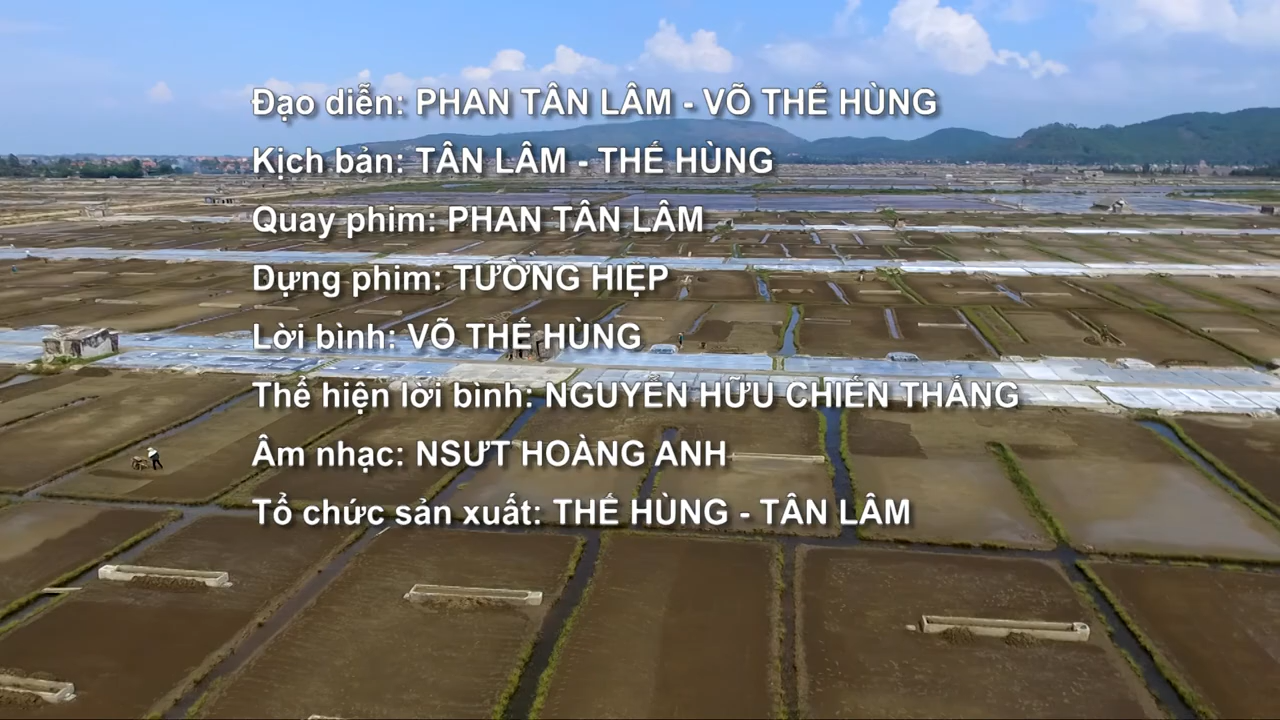 Đạo diễn: PHAN TÂN LÂM - VÕ THẾ HÙNG
Kịch bản: TÂN LÂM - THẾ HÙNG
Quay phim: PHAN TÂN LÂM
Dựng phim: TƯỜNG HIỆP
Lời bình: VÕ THẾ HÙNG
Thể hiện lời bình: NGUYỄN HỮU CHIẾN THẮNG
Âm nhạc: NSƯT HOÀNG ANH
Tổ chức sản xuất: THẾ HÙNG - TÂN LÂM